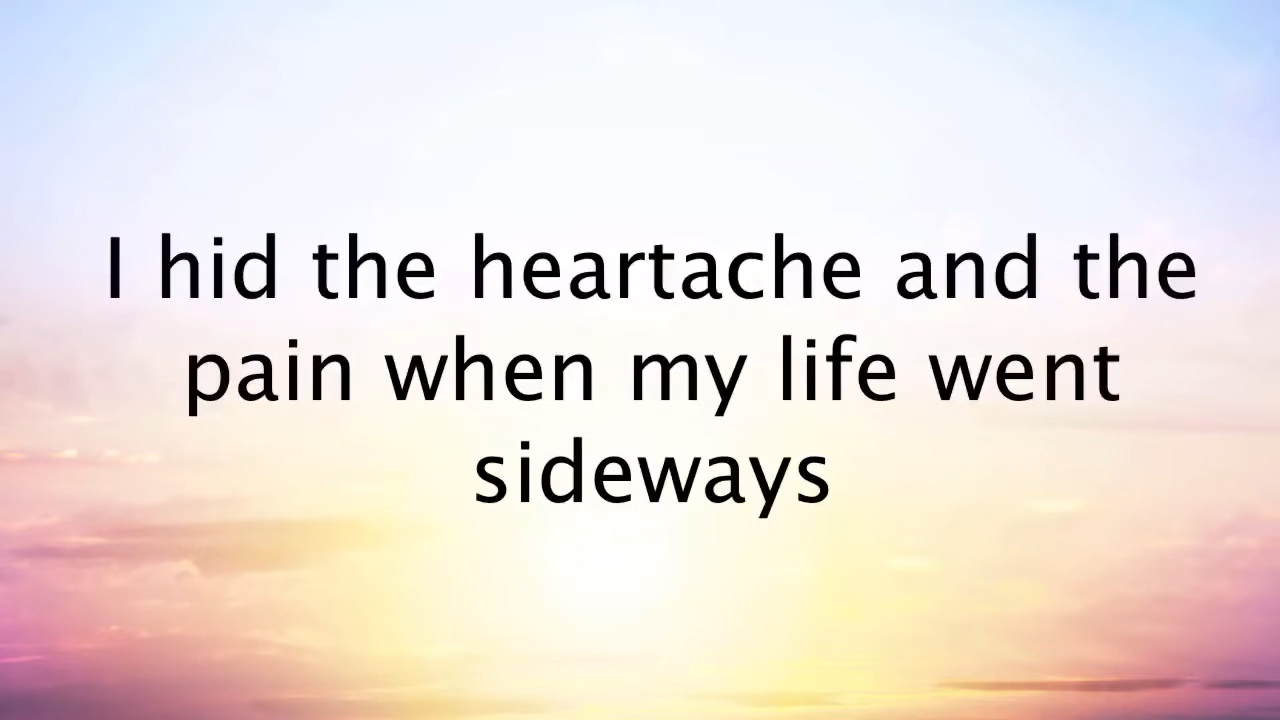 I hid the heartache and the
pain when my life went
sideways